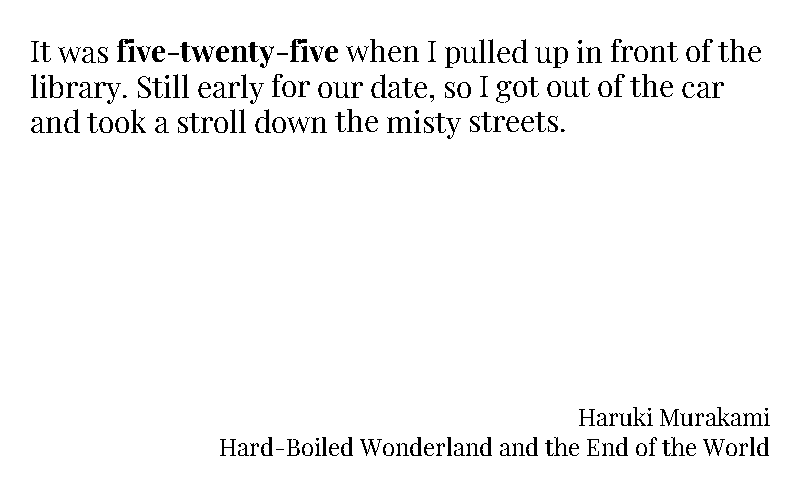 It was five-twenty-five when I pulled up in front of the
library. Still early for our date, so I got out of the car
and took a stroll down the misty streets.
Haruki Murakami
Hard-Boiled Wonderland and the End of the World